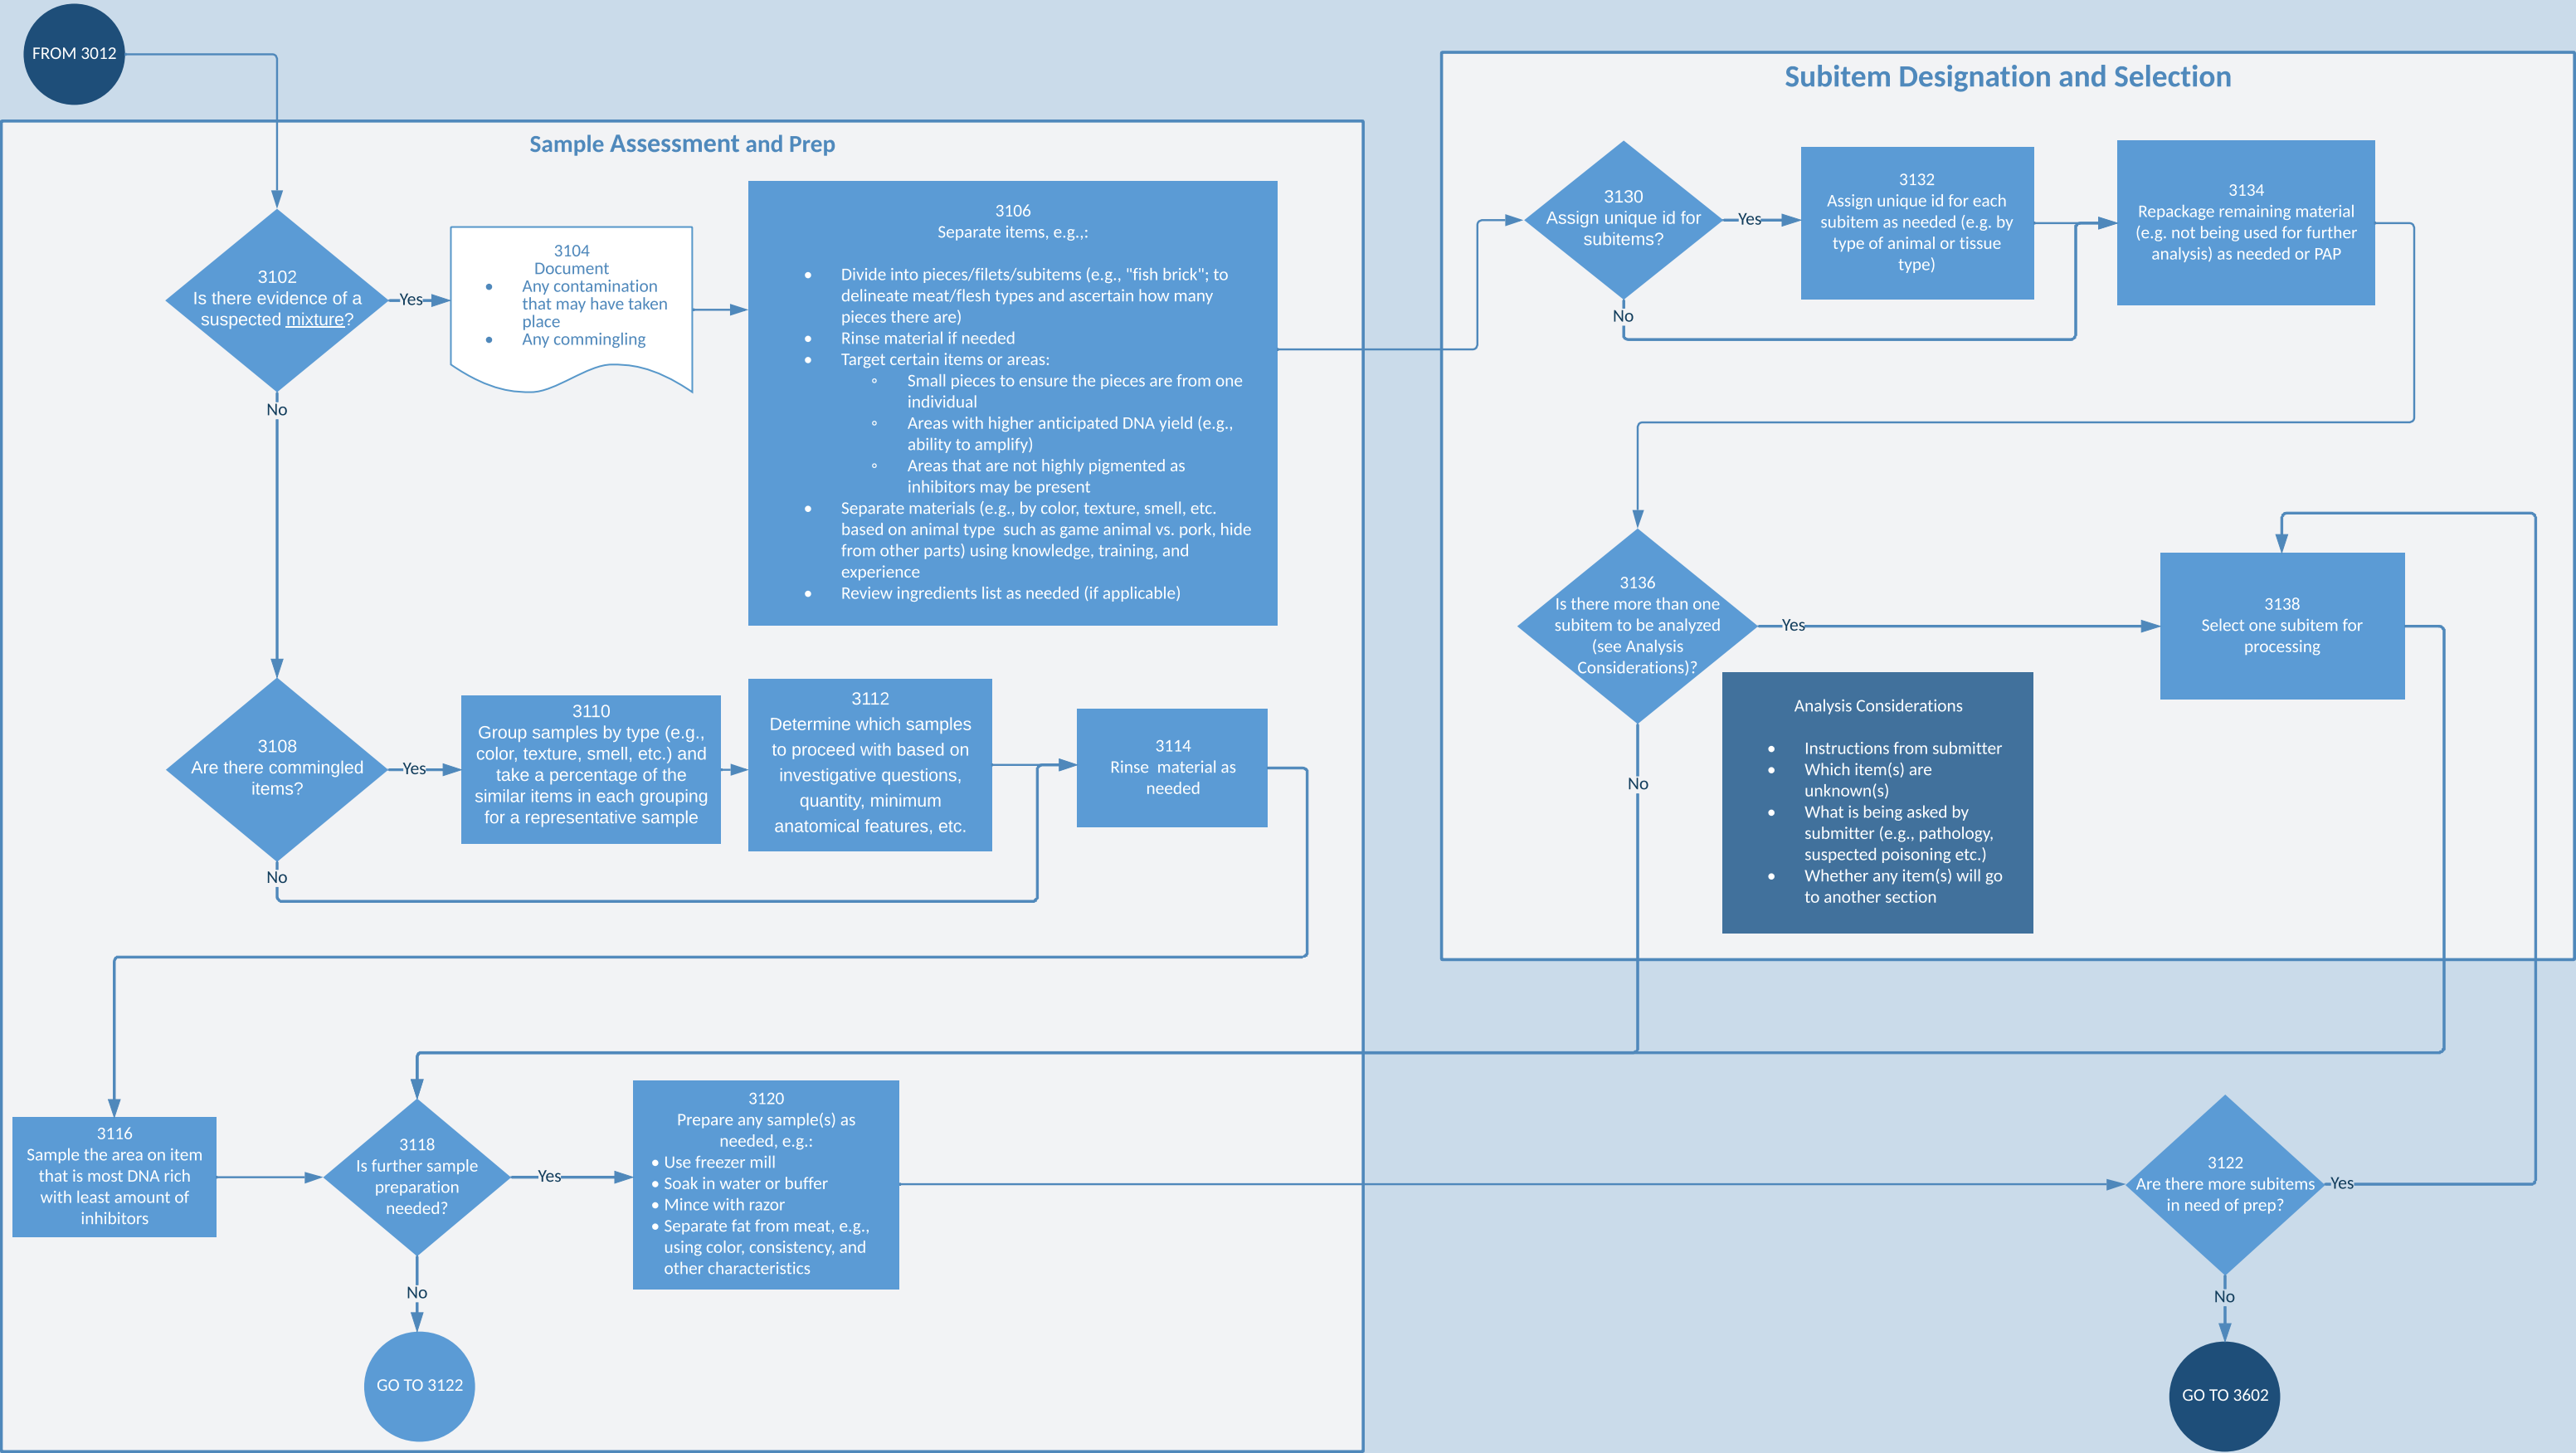 FROM 3012
Sample Assessment and Prep
3102
Is there evidence of a
suspected mixture?
Yes
No
3104
Document
● Any contamination
that may have taken
place
● Any commingling
3106
Separate items, e.g.,:
● Divide into pieces/filets/subitems (e.g., "fish brick"; to
delineate meat/flesh types and ascertain how many
pieces there are)
● Rinse material if needed
● Target certain items or areas:
○ Small pieces to ensure the pieces are from one
individual
○ Areas with higher anticipated DNA yield (e.g.,
ability to amplify)
○ Areas that are not highly pigmented as
inhibitors may be present
● Separate materials (e.g., by color, texture, smell, etc.
based on animal type such as game animal vs. pork, hide
from other parts) using knowledge, training, and
experience
● Review ingredients list as needed (if applicable)
3108
Are there commingled
items?
Yes
No
3110
Group samples by type (e.g.,
color, texture, smell, etc.) and
take a percentage of the
similar items in each grouping
for a representative sample
3112
Determine which samples
to proceed with based on
investigative questions,
quantity, minimum
anatomical features, etc.
3114
Rinse material as
needed
3116
Sample the area on item
that is most DNA rich
with least amount of
inhibitors
3118
Is further sample
preparation
needed?
Yes
No
GO TO 3122
3120
Prepare any sample(s) as
needed, e.g.:
● Use freezer mill
● Soak in water or buffer
● Mince with razor
● Separate fat from meat, e.g.,
using color, consistency, and
other characteristics
Subitem Designation and Selection
3130
Assign unique id for
subitems?
Yes
No
3132
Assign unique id for each
subitem as needed (e.g. by
type of animal or tissue
type)
3134
Repackage remaining material
(e.g. not being used for further
analysis) as needed or PAP
3136
Is there more than one
subitem to be analyzed
(see Analysis
Considerations)?
Yes
No
3138
Select one subitem for
processing
Analysis Considerations
● Instructions from submitter
● Which item(s) are
unknown(s)
● What is being asked by
submitter (e.g., pathology,
suspected poisoning etc.)
● Whether any item(s) will go
to another section
3122
Are there more subitems
in need of prep?
Yes
No
GO TO 3602